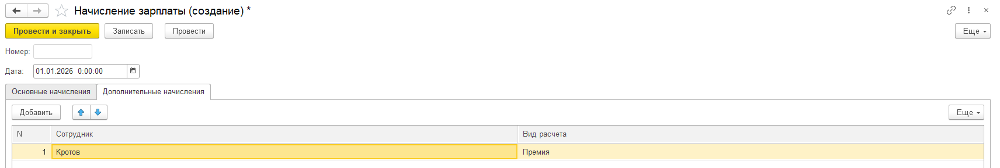 Начисление зарплаты (создание) *
Провести и закрыть Записать Провести Еще
Номер:
Дата: 01.01.2026 0:00:00
Основные начисления Дополнительные начисления
Добавить Еще
N Сотрудник Вид расчета
1 Кротов Премия